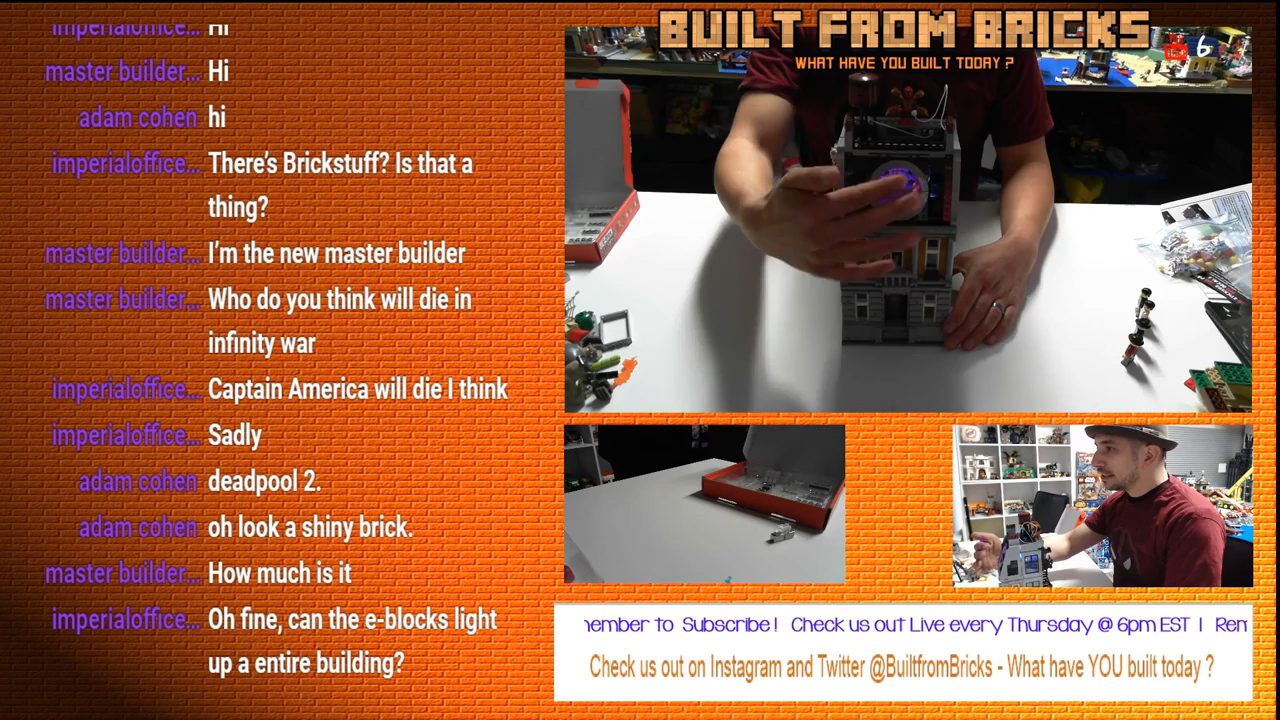 imperialoffice... Hi
master builder... Hi
adam cohen hi
imperialoffice... There's Brickstuff? Is that a
thing?
master builder... I'm the new master builder
master builder... Who do you think will die in
infinity war
imperialoffice... Captain America will die I think
imperialoffice... Sadly
adam cohen deadpool 2.
adam cohen oh look a shiny brick.
master builder... How much is it
imperialoffice... Oh fine, can the e-blocks light
up a entire building?
BUILT FROM BRICKS
WHAT HAVE YOU BUILT TODAY ?
6
nember to Subscribe! Check us out Live every Thursday @ 6pm EST | Rem
Check us out on Instagram and Twitter @BuiltfromBricks - What have YOU built today ?